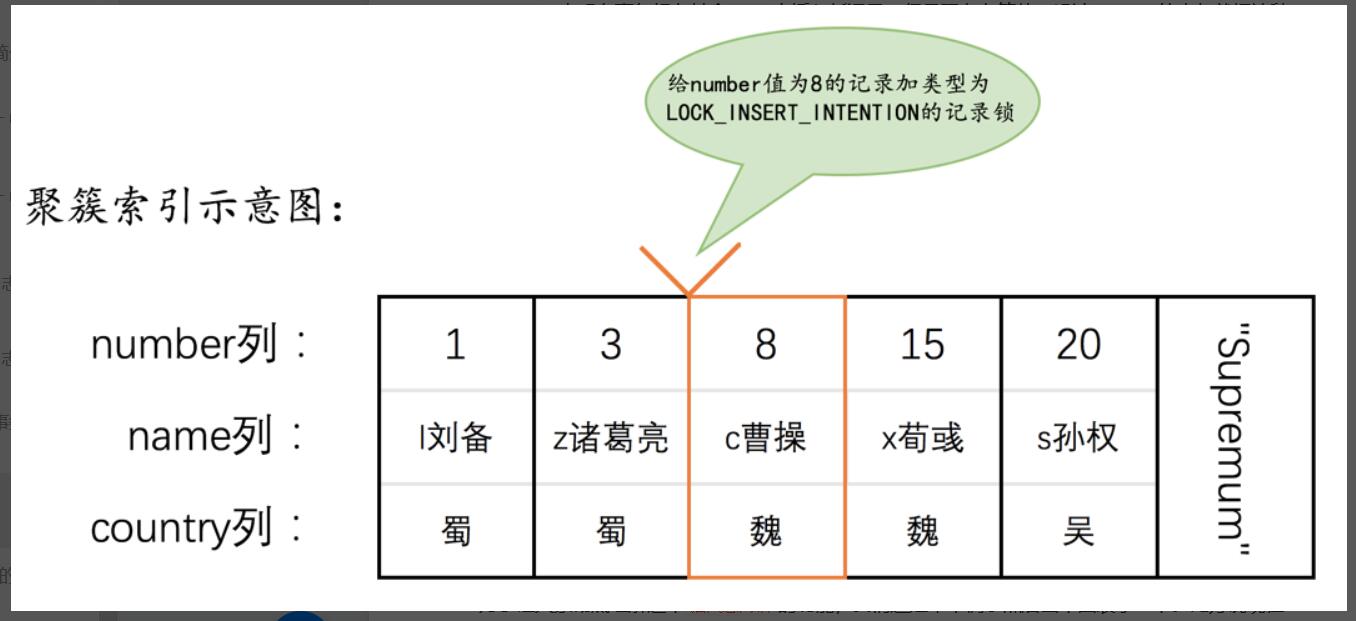 给number值为8的记录加类型为
LOCK_INSERT_INTENTION的记录锁
聚簇索引示意图：
number列： 1 3 8 15 20
name列： l刘备 z诸葛亮 c曹操 x荀彧 s孙权
country列： 蜀 蜀 魏 魏 吴
"Supremum"